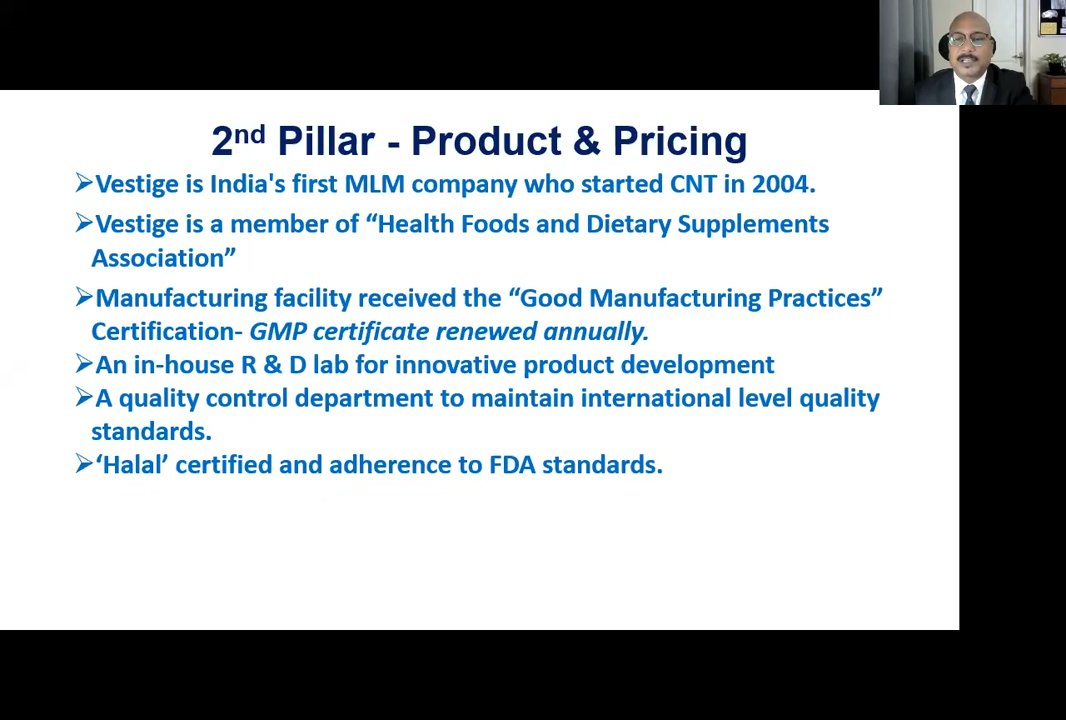 2nd Pillar - Product & Pricing
➢Vestige is India's first MLM company who started CNT in 2004.
➢Vestige is a member of “Health Foods and Dietary Supplements
Association”
➢Manufacturing facility received the “Good Manufacturing Practices”
Certification- GMP certificate renewed annually.
➢An in-house R & D lab for innovative product development
➢A quality control department to maintain international level quality
standards.
➢‘Halal’ certified and adherence to FDA standards.